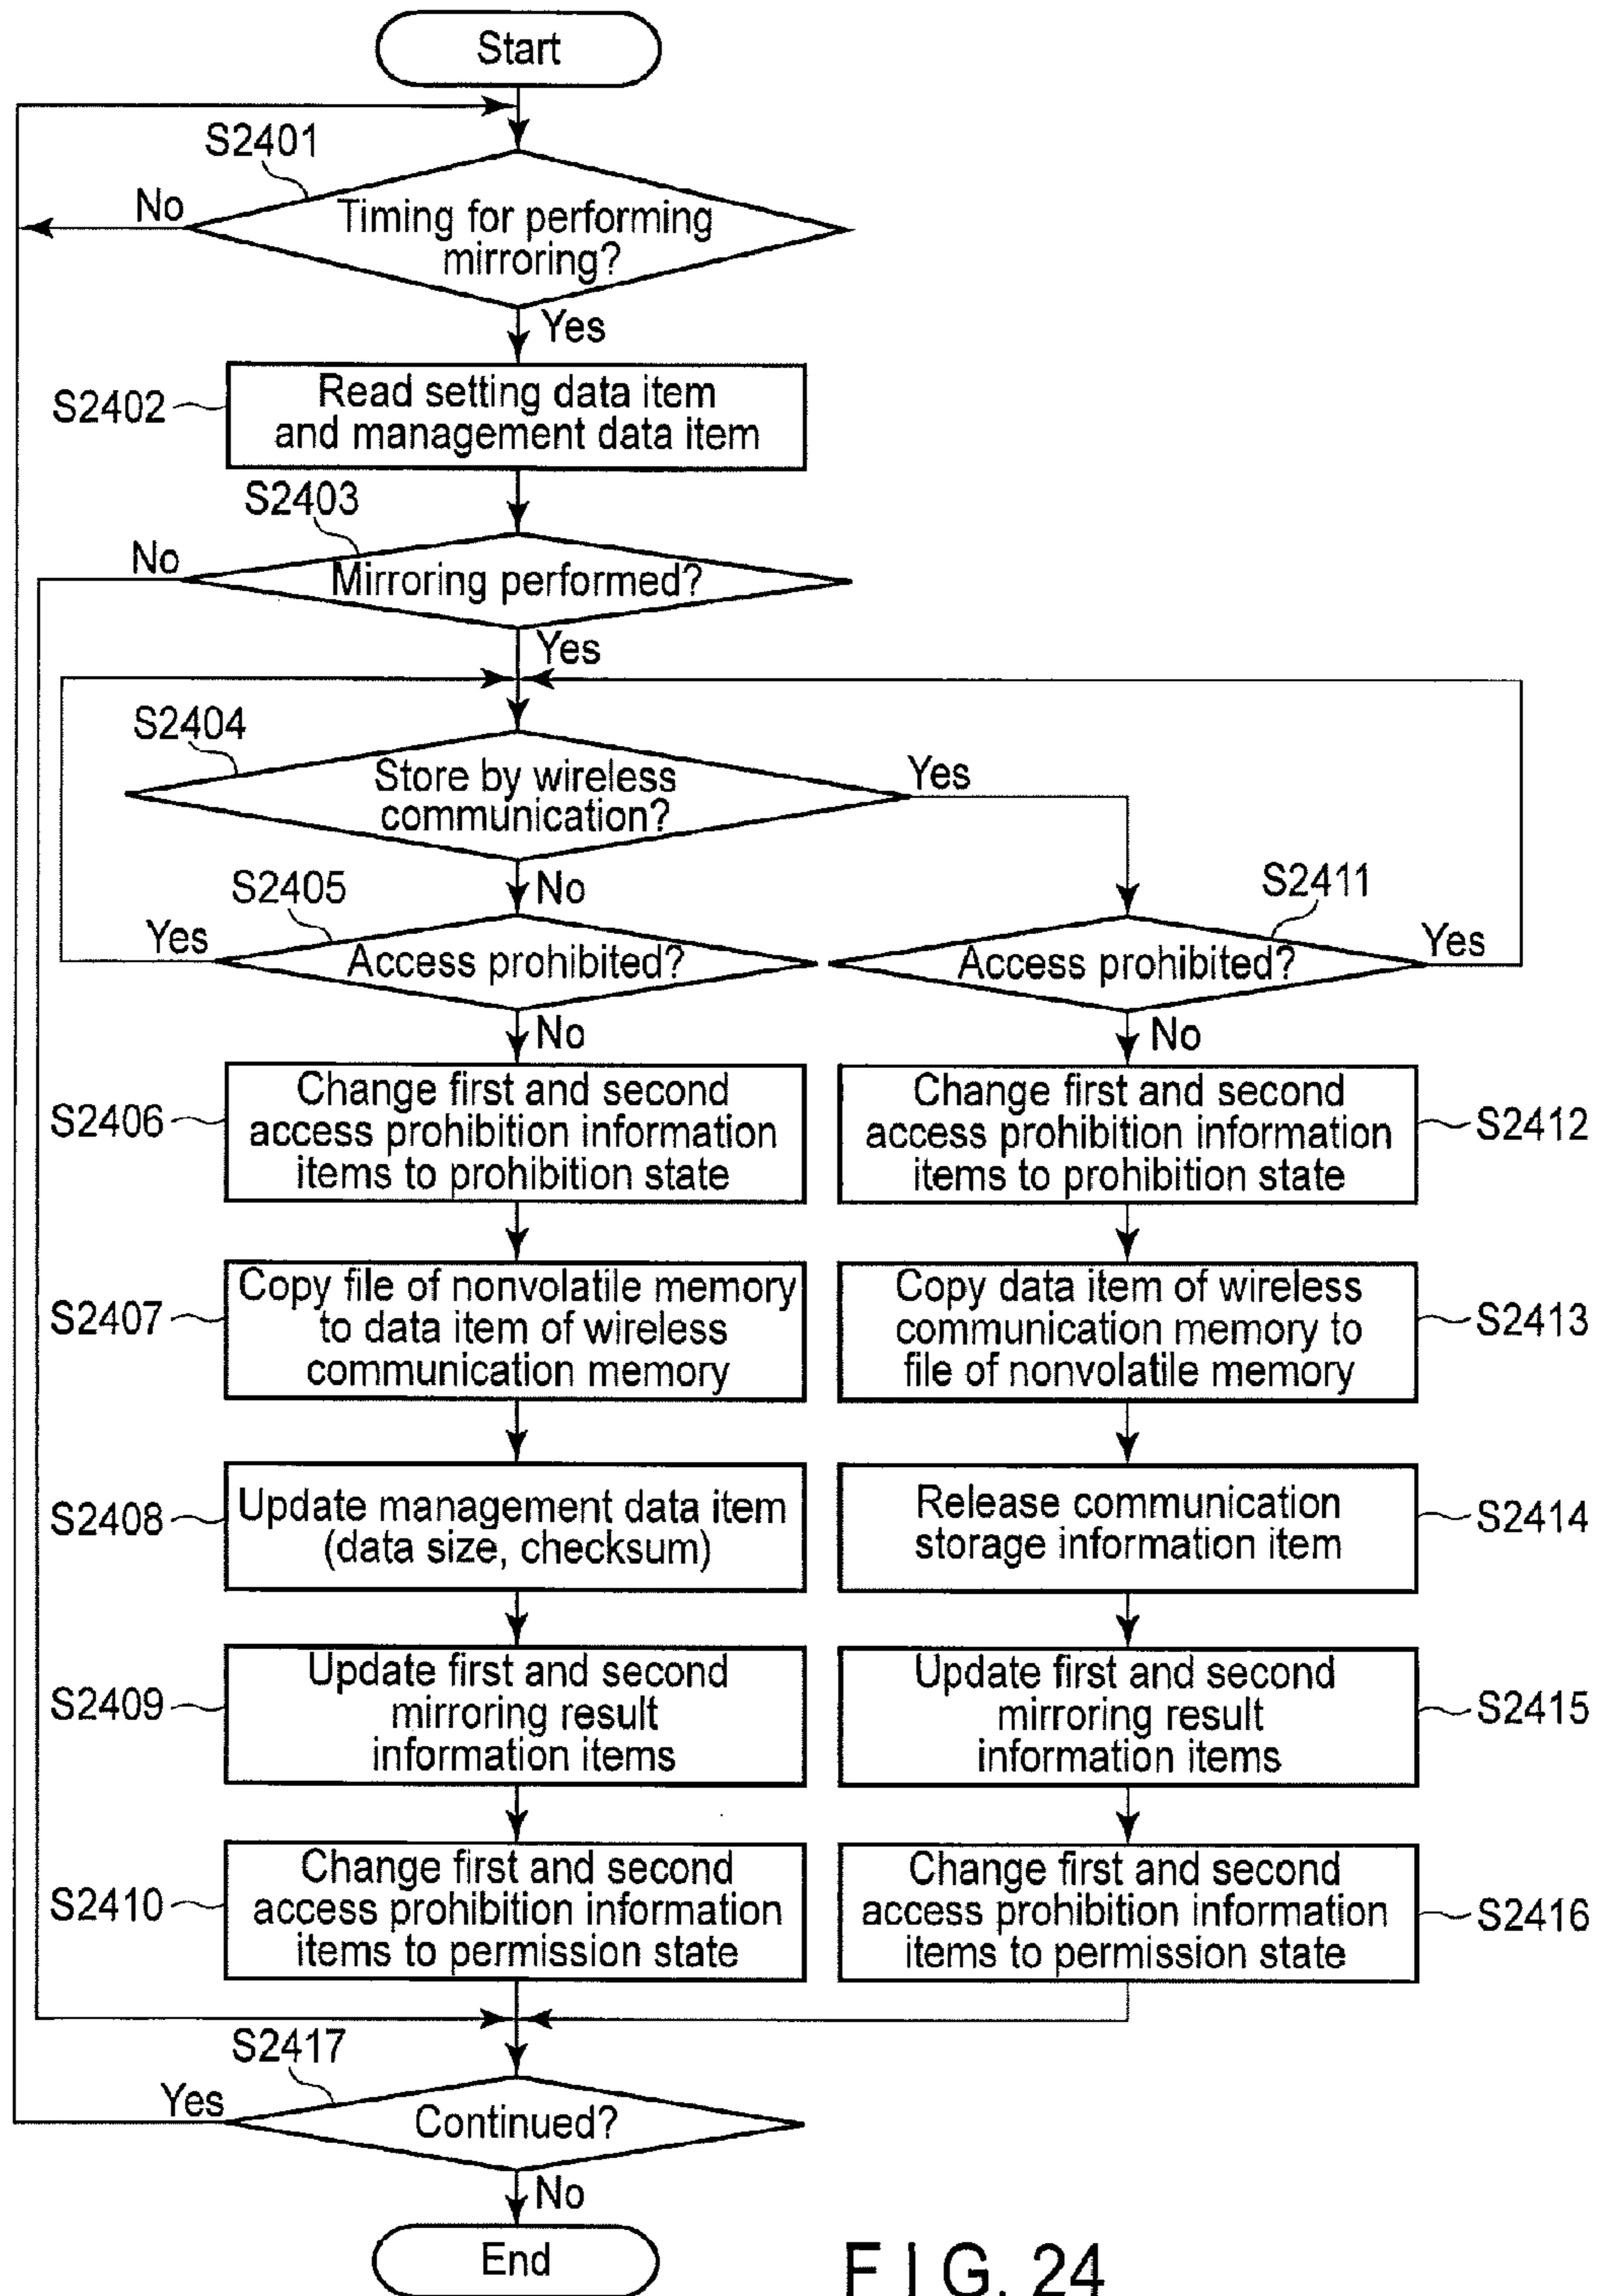 Start
S2401
No
Timing for performing
mirroring?
Yes
S2402
Read setting data item
and management data item
S2403
No
Mirroring performed?
Yes
S2404
Store by wireless
communication?
Yes
No
S2405
Yes
Access prohibited?
No
S2411
Access prohibited?
Yes
No
S2406
Change first and second
access prohibition information
items to prohibition state
Change first and second
access prohibition information
items to prohibition state
S2412
S2407
Copy file of nonvolatile memory
to data item of wireless
communication memory
Copy data item of wireless
communication memory to
file of nonvolatile memory
S2413
S2408
Update management data item
(data size, checksum)
Release communication
storage information item
S2414
S2409
Update first and second
mirroring result
information items
Update first and second
mirroring result
information items
S2415
S2410
Change first and second
access prohibition information
items to permission state
Change first and second
access prohibition information
items to permission state
S2416
S2417
Yes
Continued?
No
End
FIG. 24